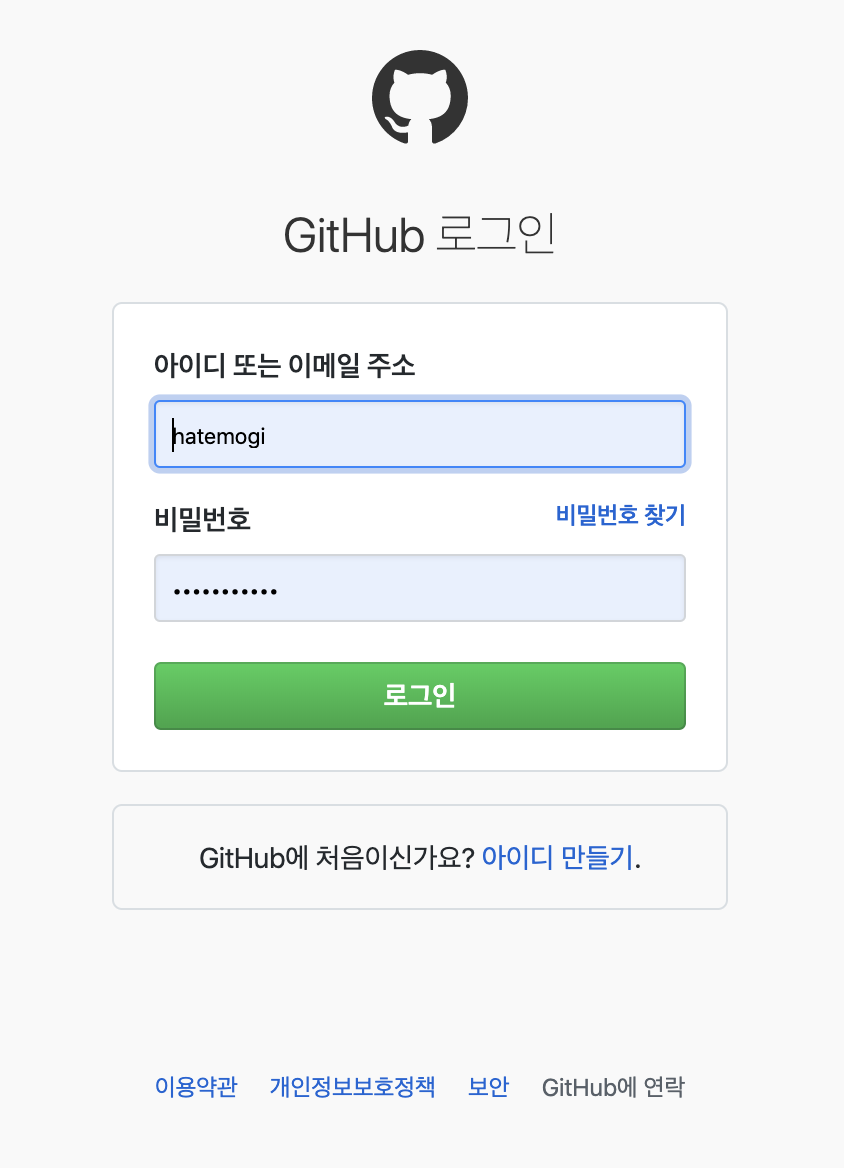 GitHub 로그인
아이디 또는 이메일 주소
hatemogi
비밀번호 비밀번호 찾기
•••••••••••
로그인
GitHub에 처음이신가요? 아이디 만들기.
이용약관 개인정보보호정책 보안 GitHub에 연락